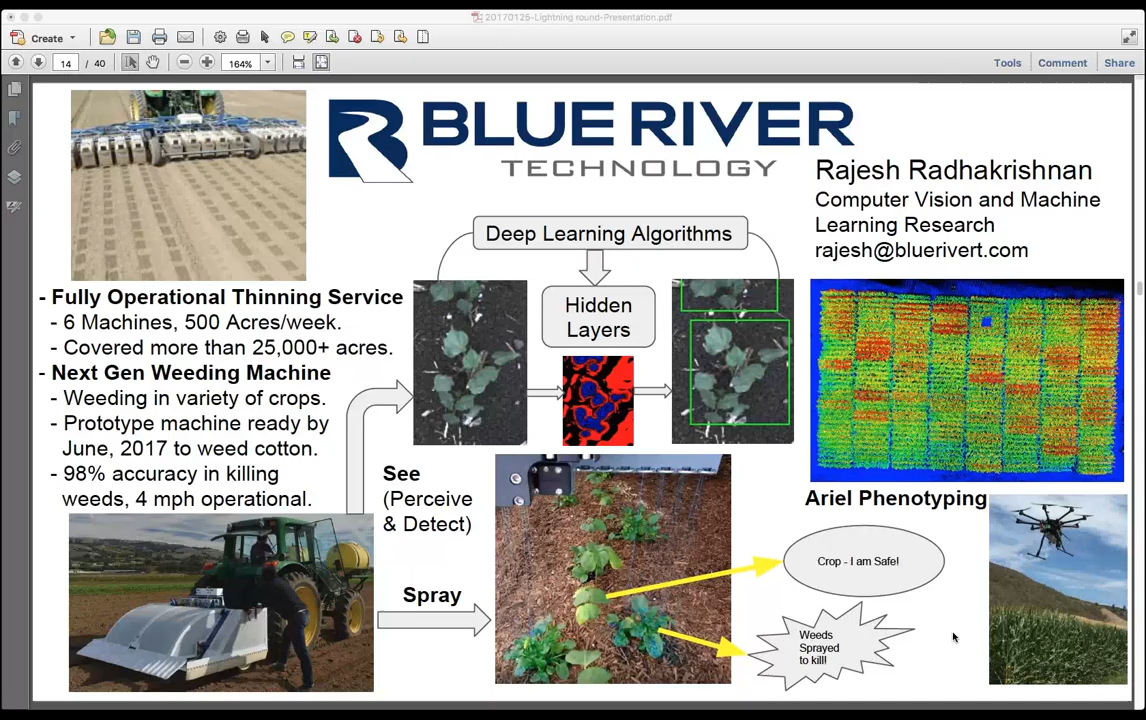 20170125-Lightning round-Presentation.pdf
Create
14 / 40
164%
Tools Comment Share
BLUE RIVER
TECHNOLOGY
Rajesh Radhakrishnan
Computer Vision and Machine
Learning Research
rajesh@bluerivert.com
Deep Learning Algorithms
Hidden
Layers
- Fully Operational Thinning Service
- 6 Machines, 500 Acres/week.
- Covered more than 25,000+ acres.
- Next Gen Weeding Machine
- Weeding in variety of crops.
- Prototype machine ready by
June, 2017 to weed cotton.
- 98% accuracy in killing
weeds, 4 mph operational.
See
(Perceive
& Detect)
Spray
Ariel Phenotyping
Crop - I am Safe!
Weeds
Sprayed
to kill!